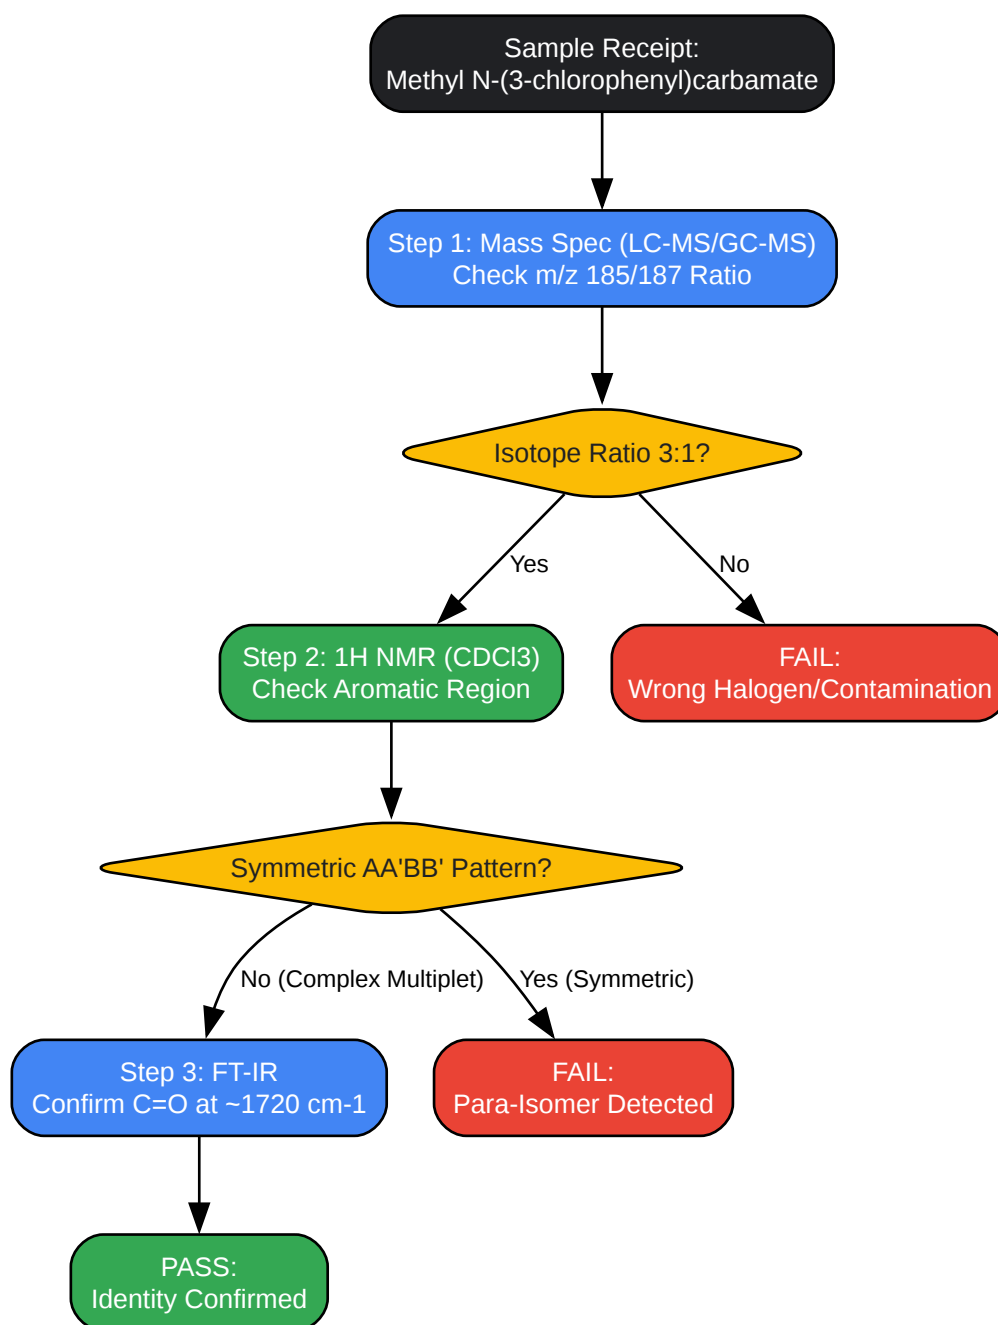 Sample Receipt:
Methyl N-(3-chlorophenyl)carbamate
Step 1: Mass Spec (LC-MS/GC-MS)
Check m/z 185/187 Ratio
Isotope Ratio 3:1?
Yes
No
Step 2: 1H NMR (CDCl3)
Check Aromatic Region
FAIL:
Wrong Halogen/Contamination
Symmetric AA'BB' Pattern?
No (Complex Multiplet)
Yes (Symmetric)
Step 3: FT-IR
Confirm C=O at ~1720 cm-1
FAIL:
Para-Isomer Detected
PASS:
Identity Confirmed